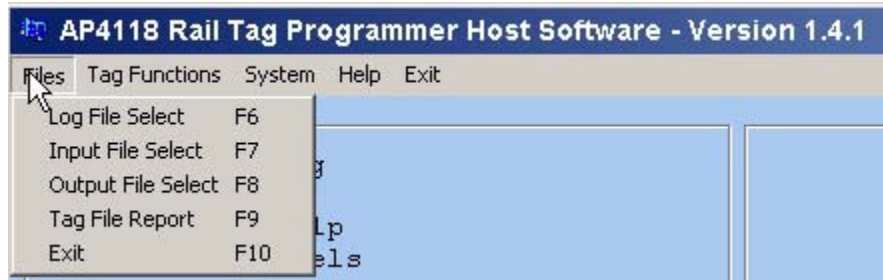 AP4118 Rail Tag Programmer Host Software - Version 1.4.1
Files Tag Functions System Help Exit
Log File Select F6
Input File Select F7
Output File Select F8
Tag File Report F9
Exit F10